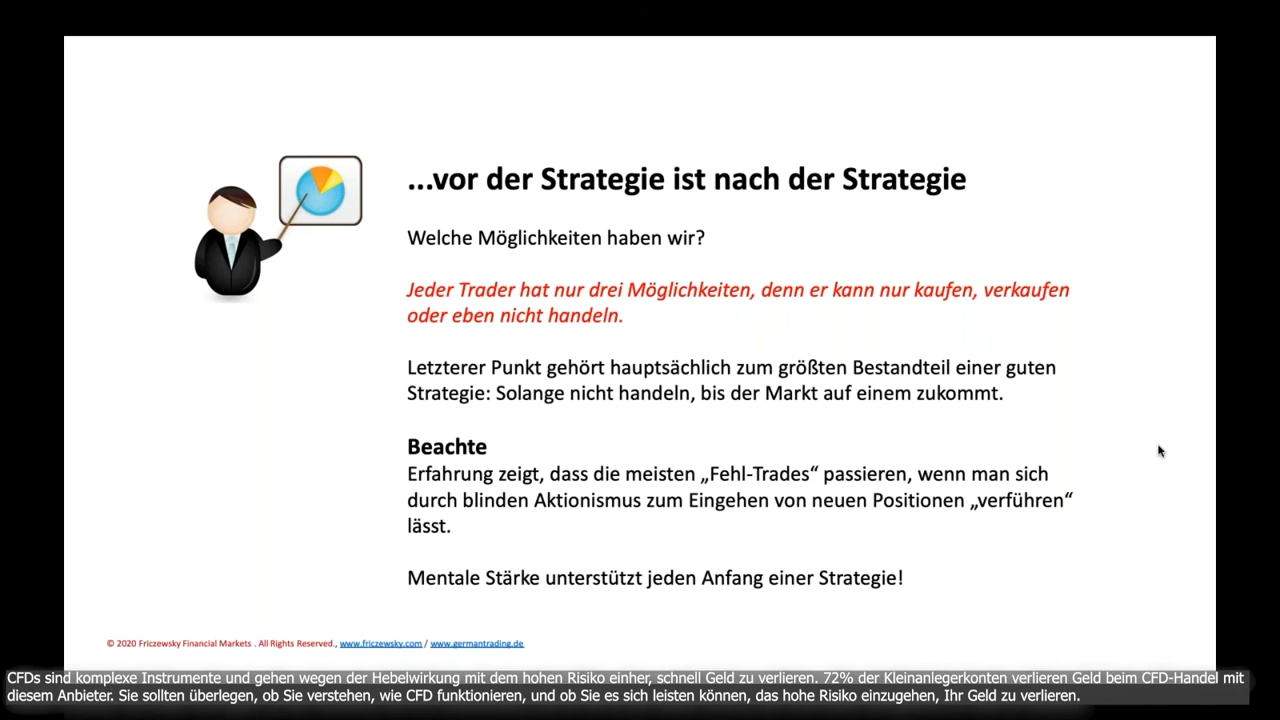 ...vor der Strategie ist nach der Strategie
Welche Möglichkeiten haben wir?
Jeder Trader hat nur drei Möglichkeiten, denn er kann nur kaufen, verkaufen
oder eben nicht handeln.
Letzterer Punkt gehört hauptsächlich zum größten Bestandteil einer guten
Strategie: Solange nicht handeln, bis der Markt auf einem zukommt.
Beachte
Erfahrung zeigt, dass die meisten „Fehl-Trades“ passieren, wenn man sich
durch blinden Aktionismus zum Eingehen von neuen Positionen „verführen“
lässt.
Mentale Stärke unterstützt jeden Anfang einer Strategie!
© 2020 Friczewsky Financial Markets . All Rights Reserved., www.friczewsky.com / www.germantrading.de
CFDs sind komplexe Instrumente und gehen wegen der Hebelwirkung mit dem hohen Risiko einher, schnell Geld zu verlieren. 72% der Kleinanlegerkonten verlieren Geld beim CFD-Handel mit
diesem Anbieter. Sie sollten überlegen, ob Sie verstehen, wie CFD funktionieren, und ob Sie es sich leisten können, das hohe Risiko einzugehen, Ihr Geld zu verlieren.